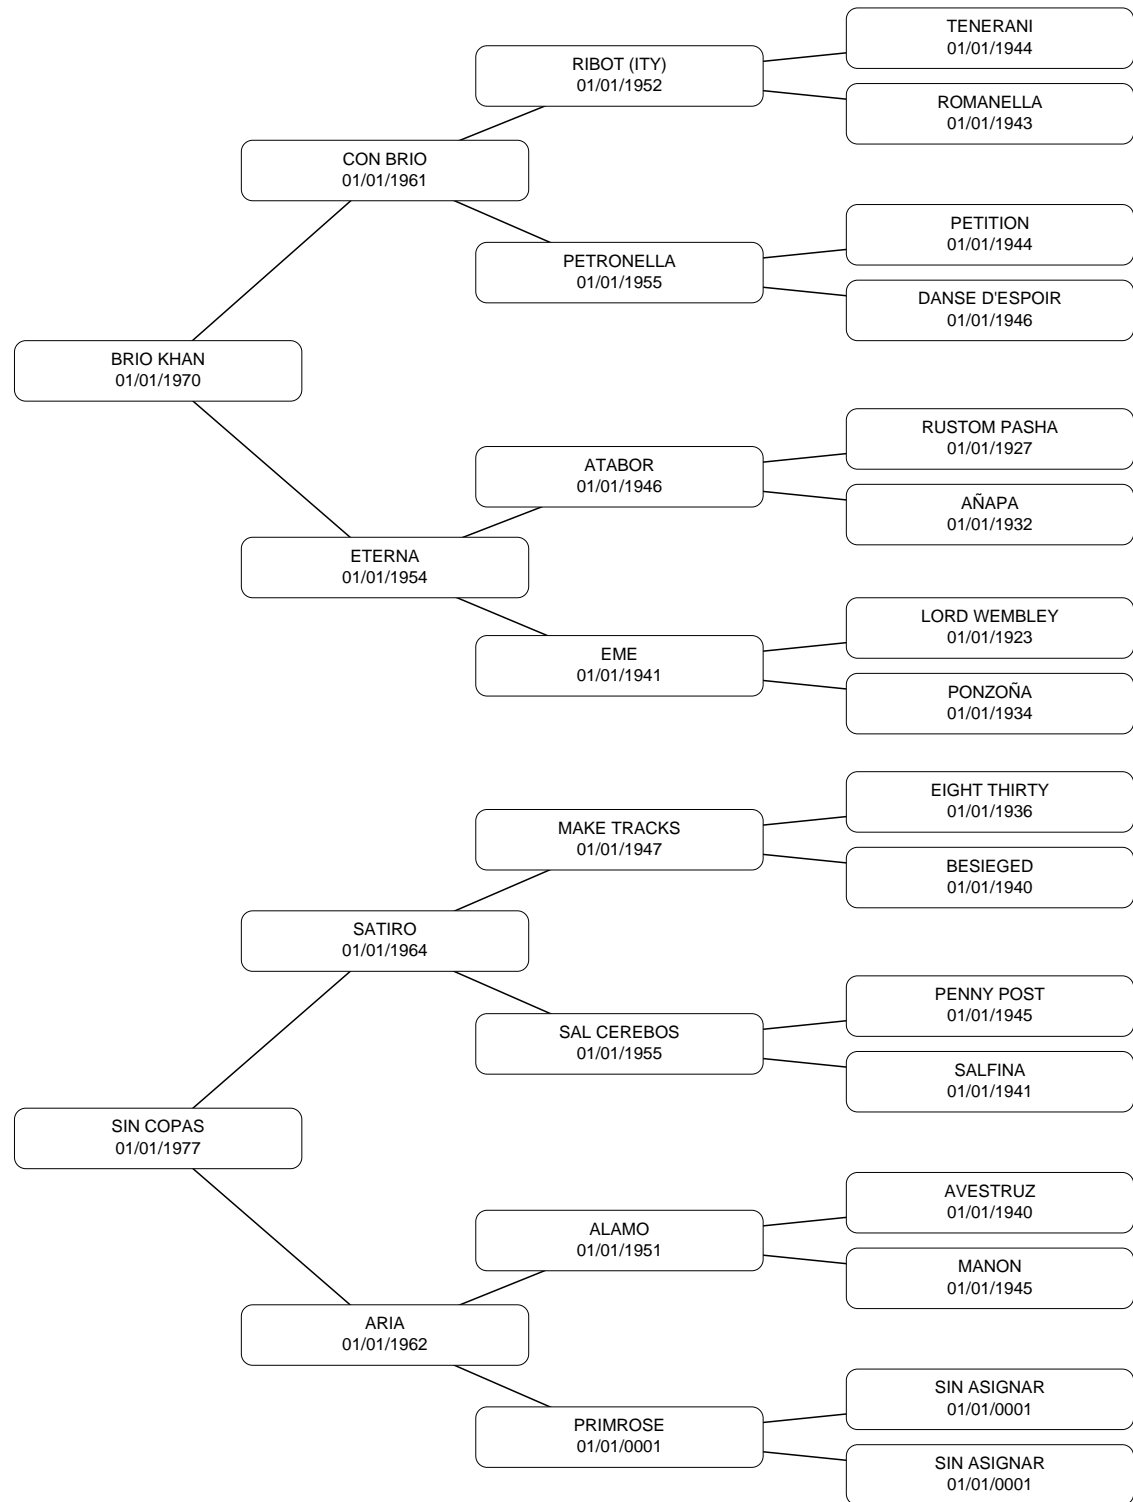 TENERANI
01/01/1944
RIBOT (ITY)
01/01/1952
ROMANELLA
01/01/1943
CON BRIO
01/01/1961
PETITION
01/01/1944
PETRONELLA
01/01/1955
DANSE D'ESPOIR
01/01/1946
BRIO KHAN
01/01/1970
RUSTOM PASHA
01/01/1927
ATABOR
01/01/1946
AÑAPA
01/01/1932
ETERNA
01/01/1954
LORD WEMBLEY
01/01/1923
EME
01/01/1941
PONZOÑA
01/01/1934
EIGHT THIRTY
01/01/1936
MAKE TRACKS
01/01/1947
BESIEGED
01/01/1940
SATIRO
01/01/1964
PENNY POST
01/01/1945
SAL CEREBOS
01/01/1955
SALFINA
01/01/1941
SIN COPAS
01/01/1977
AVESTRUZ
01/01/1940
ALAMO
01/01/1951
MANON
01/01/1945
ARIA
01/01/1962
SIN ASIGNAR
01/01/0001
PRIMROSE
01/01/0001
SIN ASIGNAR
01/01/0001